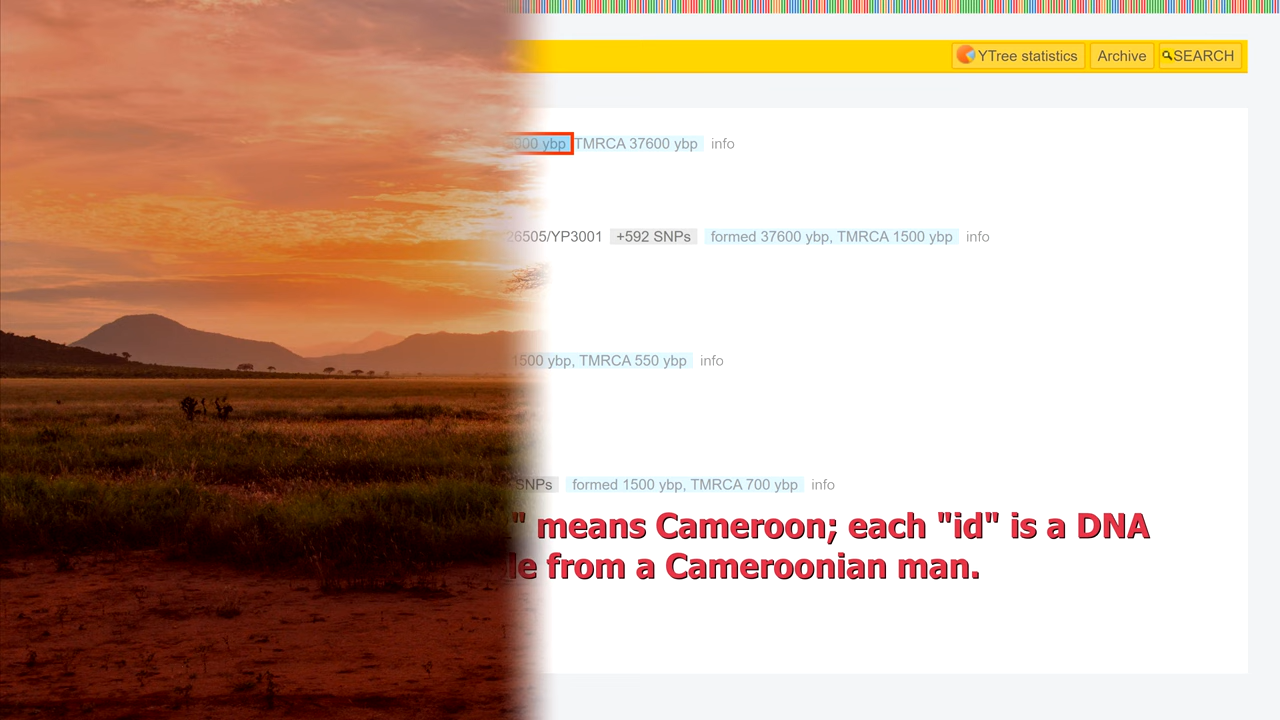 YTree statistics Archive SEARCH
900 ybp TMRCA 37600 ybp info
26505/YP3001 +592 SNPs formed 37600 ybp, TMRCA 1500 ybp info
1500 ybp, TMRCA 550 ybp info
SNPs formed 1500 ybp, TMRCA 700 ybp info
" means Cameroon; each "id" is a DNA
from a Cameroonian man.